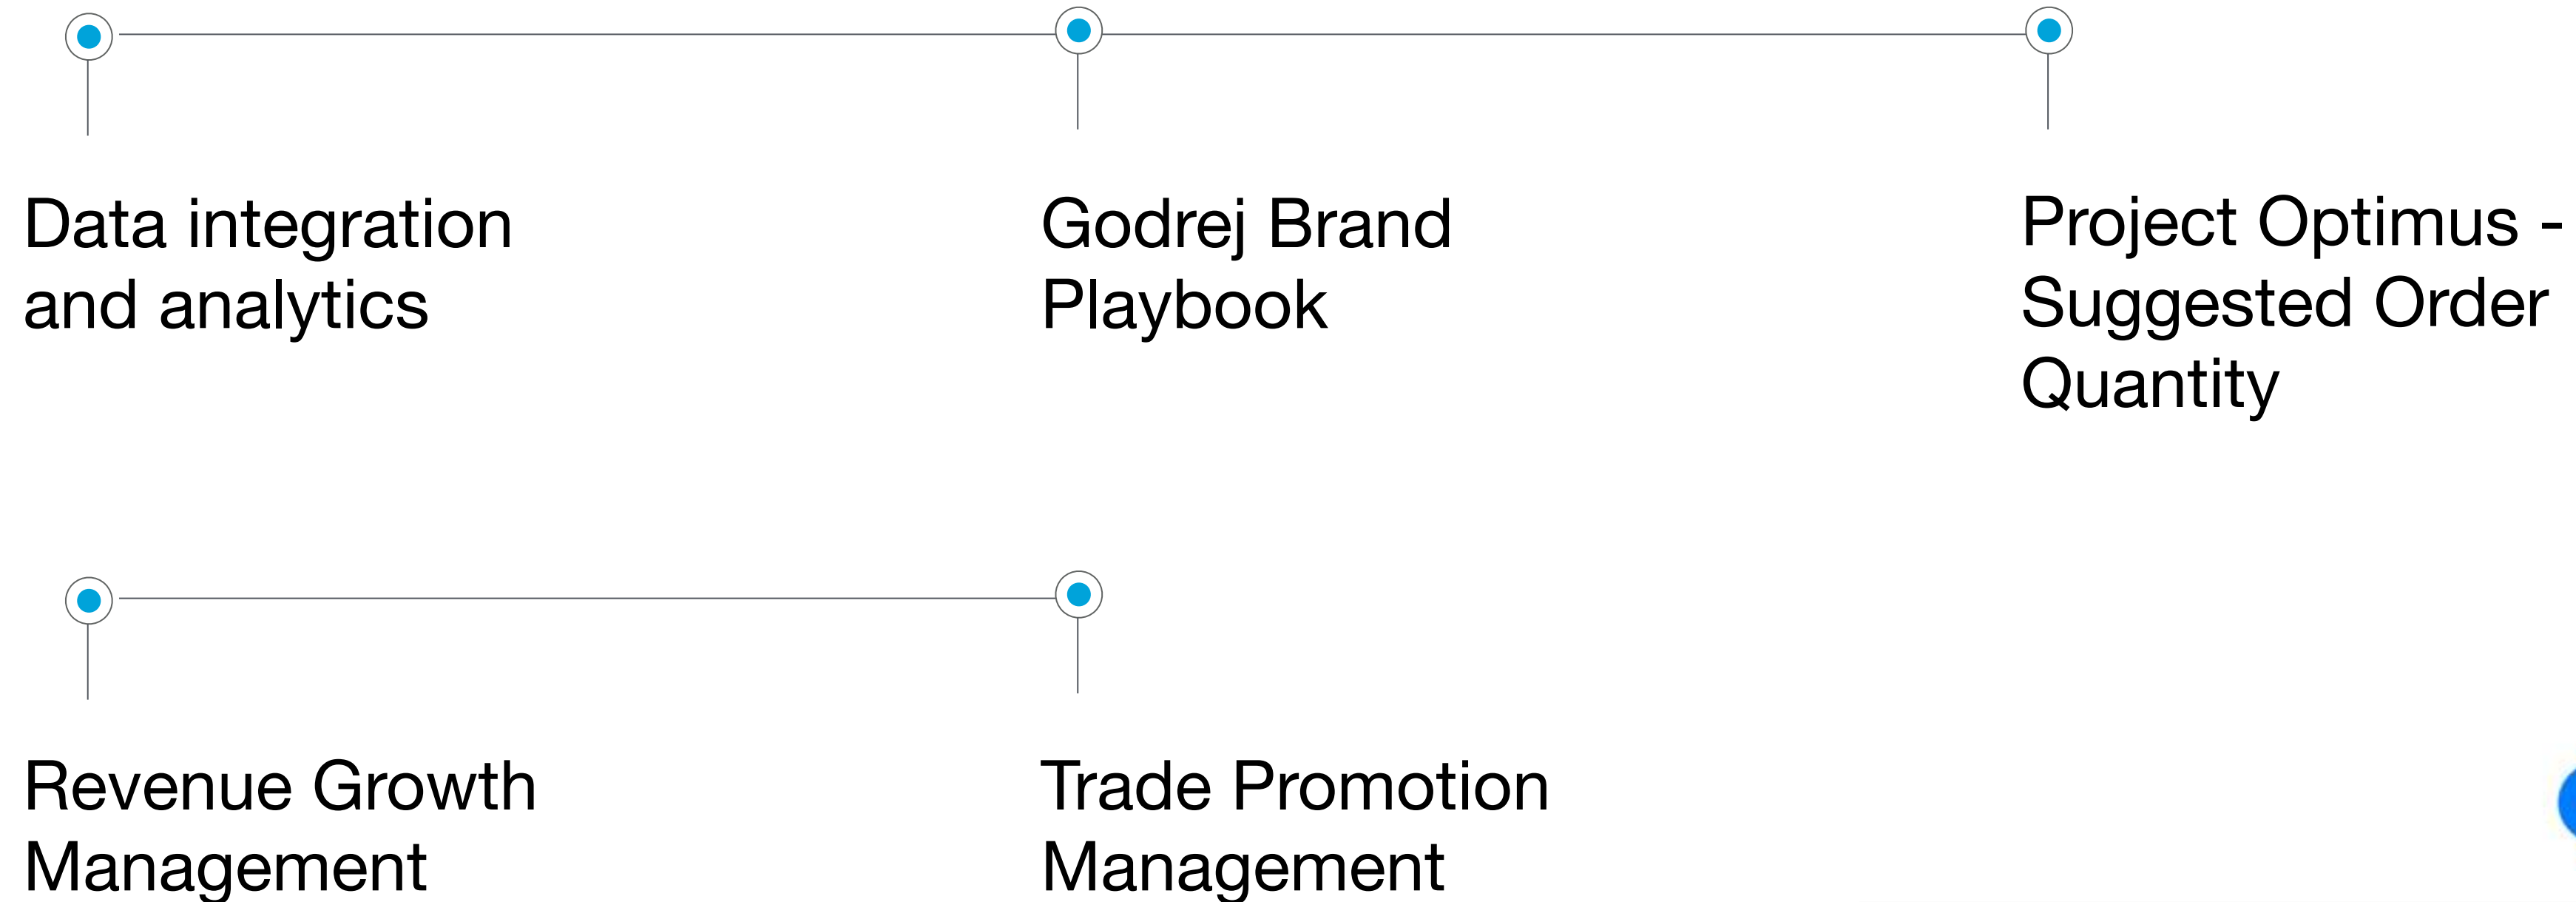 Data integration
and analytics
Godrej Brand
Playbook
Project Optimus -
Suggested Order
Quantity
Revenue Growth
Management
Trade Promotion
Management